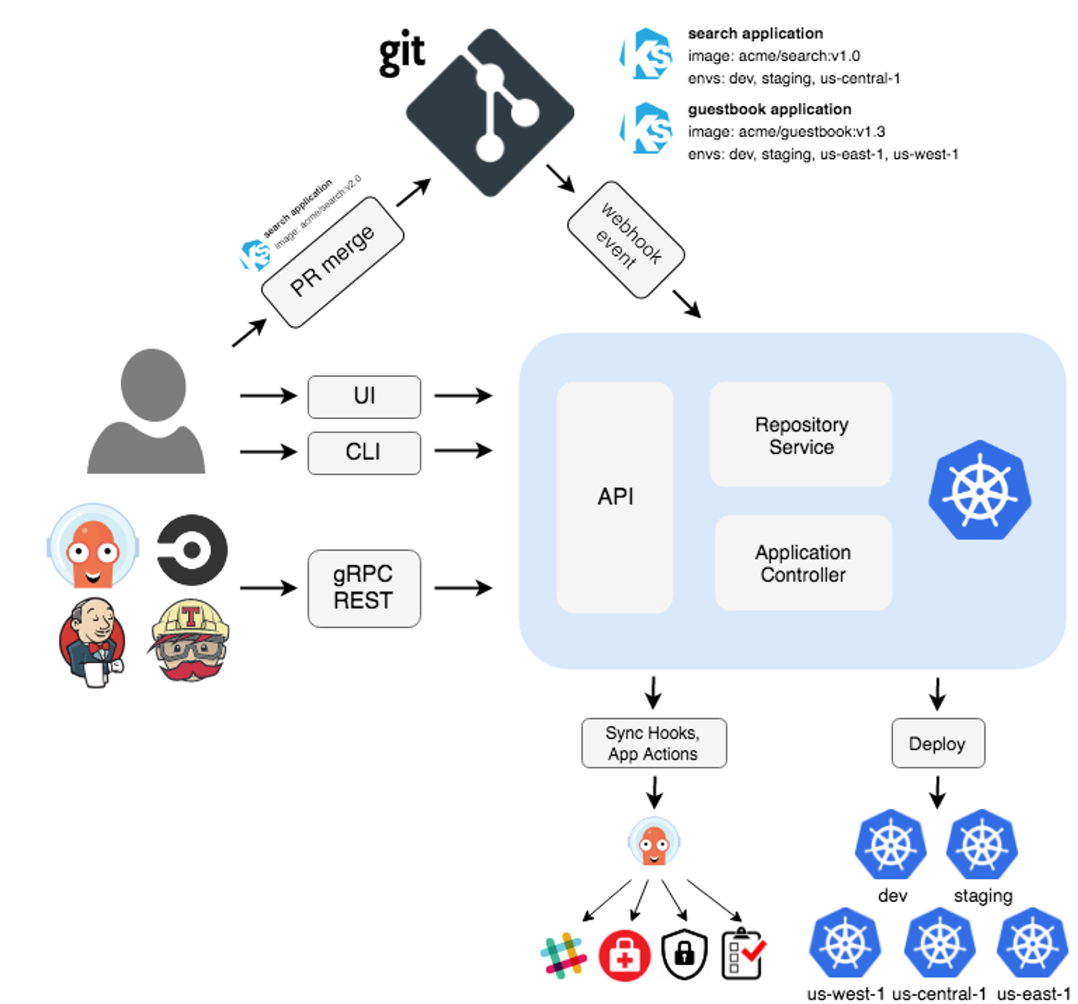 git
search application
image: acme/search:v1.0
envs: dev, staging, us-central-1
guestbook application
image: acme/guestbook:v1.3
envs: dev, staging, us-east-1, us-west-1
Ks
Ks
Ks
search application
image: acme/search:v2.0
PR merge
webhook
event
UI
CLI
gRPC
REST
T
API
Repository
Service
Application
Controller
Sync Hooks,
App Actions
Deploy
dev
staging
us-west-1
us-central-1
us-east-1